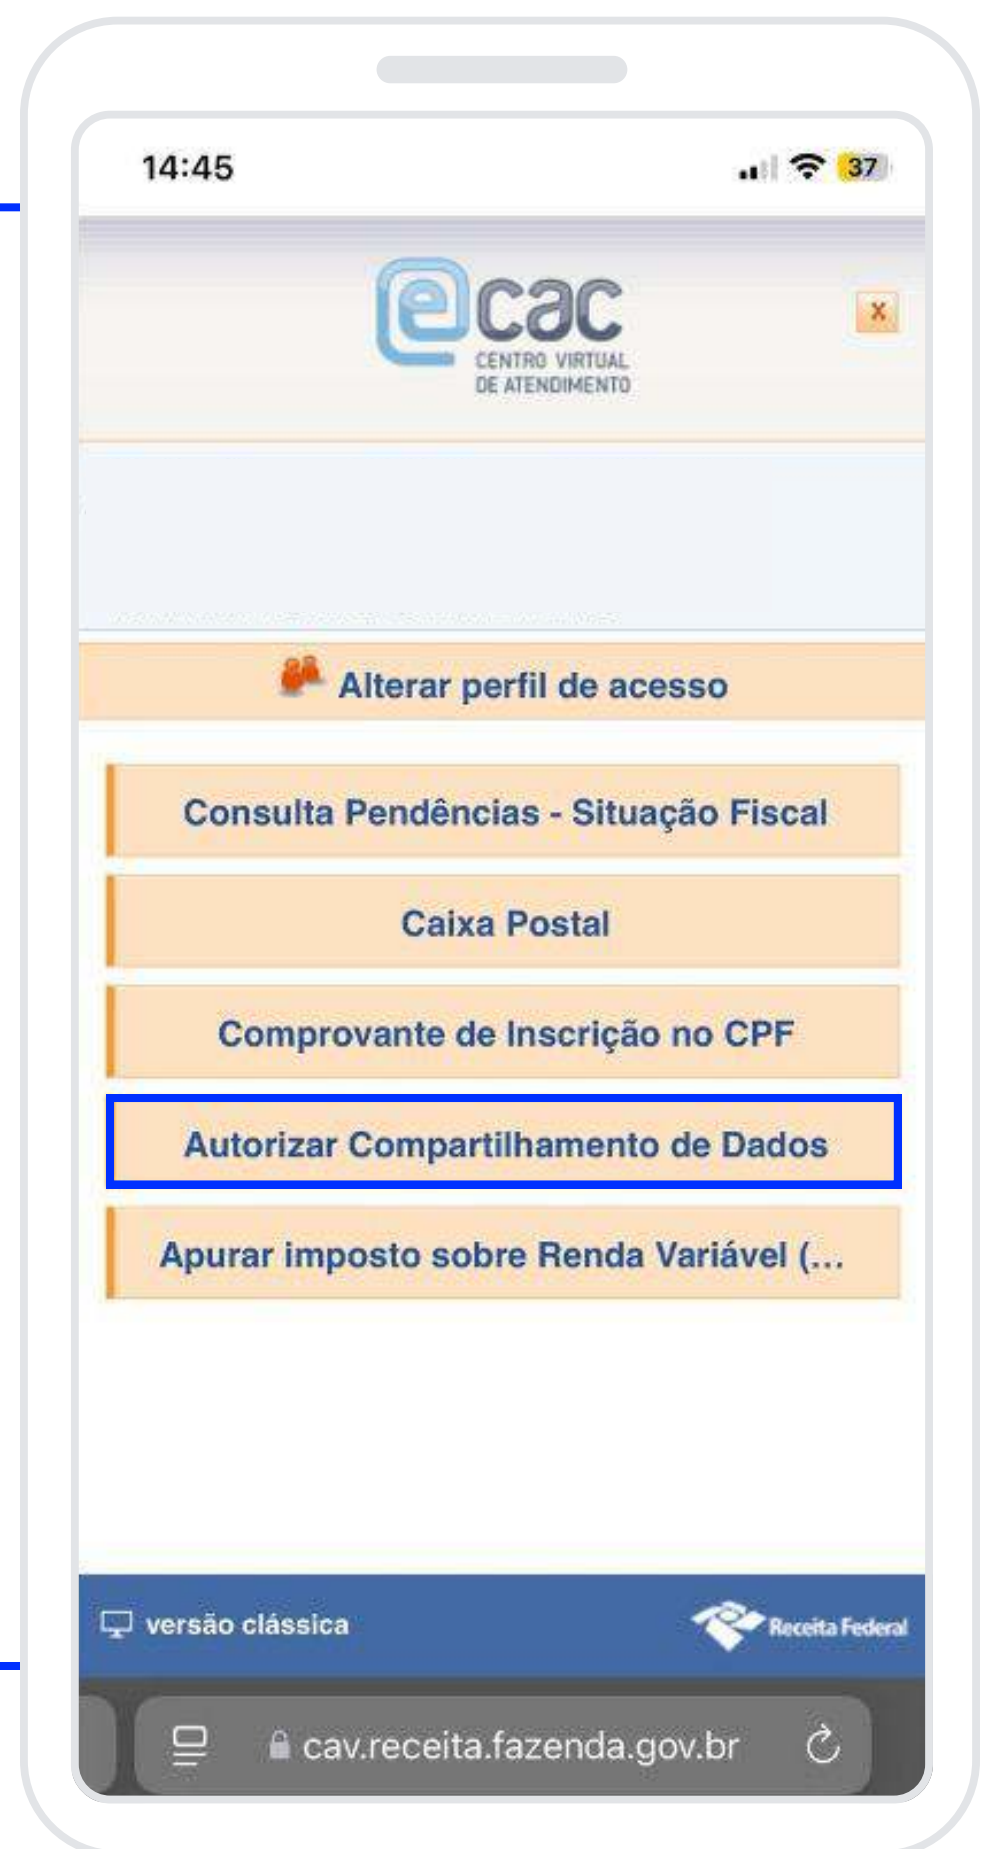 14:45
37
ecac
CENTRO VIRTUAL
DE ATENDIMENTO
X
Alterar perfil de acesso
Consulta Pendências - Situação Fiscal
Caixa Postal
Comprovante de Inscrição no CPF
Autorizar Compartilhamento de Dados
Apurar imposto sobre Renda Variável (...
versão clássica
Receita Federal
cav.receita.fazenda.gov.br